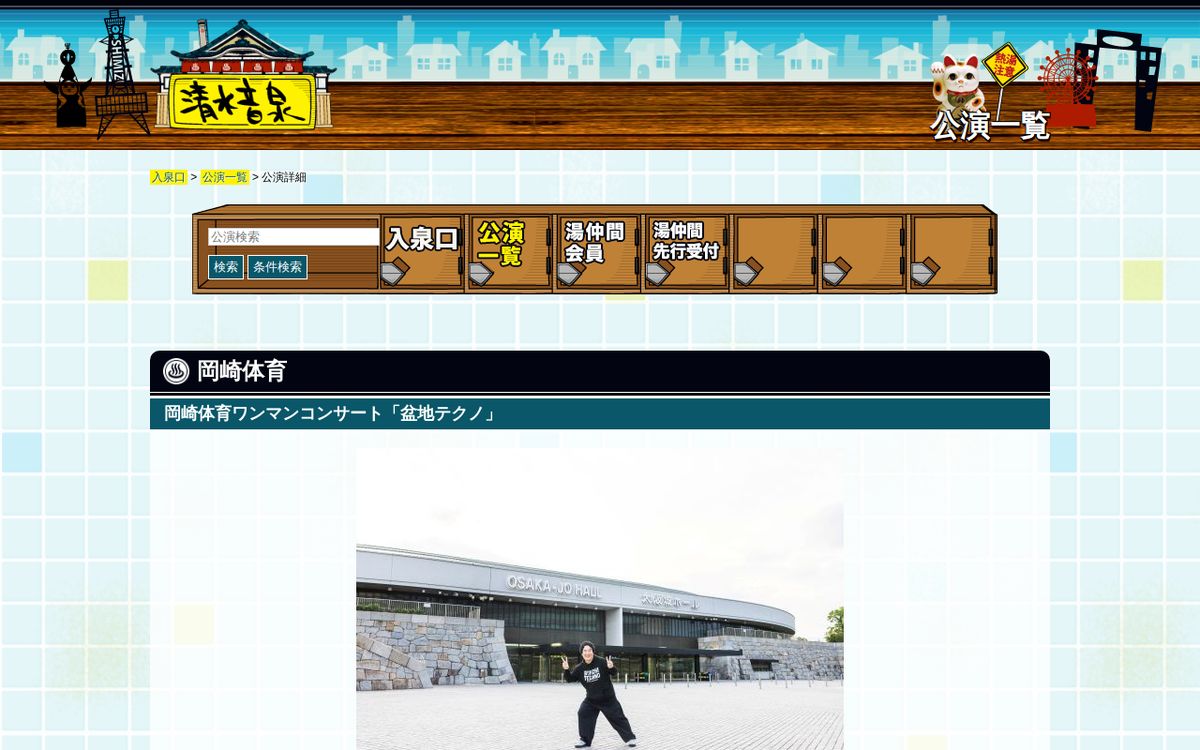 SHIMIZU
清水音泉
熱湯
注意
公演一覧
入泉口 > 公演一覧 > 公演詳細
公演検索
検索 条件検索
入泉口
公演
一覧
湯仲間
会員
湯仲間
先行受付
岡崎体育
岡崎体育ワンマンコンサート「盆地テクノ」
OSAKA-JO HALL 大阪城ホール